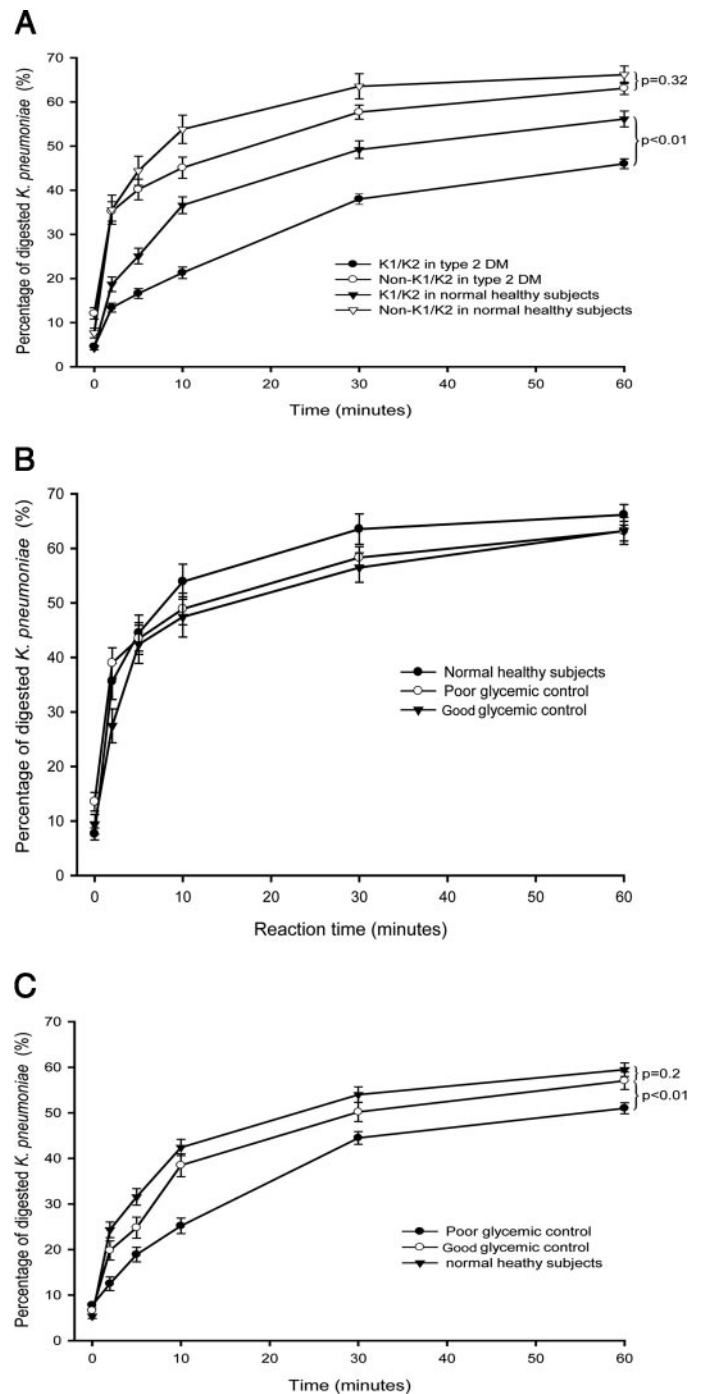 A
Percentage of digested K. pneumoniae (%)
70
60
50
40
30
20
10
0
p=0.32
p<0.01
K1/K2 in type 2 DM
Non-K1/K2 in type 2 DM
K1/K2 in normal healthy subjects
Non-K1/K2 in normal healthy subjects
0 10 20 30 40 50 60
Time (minutes)
B
Percentage of digested K. pneumoniae (%)
70
60
50
40
30
20
10
0
Normal healthy subjects
Poor glycemic control
Good glycemic control
0 10 20 30 40 50 60
Reaction time (minutes)
C
Percentage of digested K. pneumoniae (%)
70
60
50
40
30
20
10
0
p=0.2
p<0.01
Poor glycemic control
Good glycemic control
normal heathy subjects
0 10 20 30 40 50 60
Time (minutes)